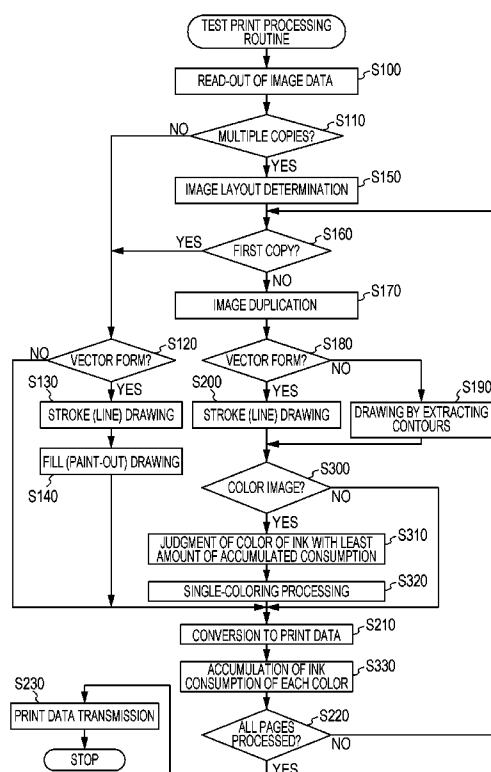 TEST PRINT PROCESSING
ROUTINE
S100
READ-OUT OF IMAGE DATA
S110
NO
MULTIPLE COPIES?
YES
S150
IMAGE LAYOUT DETERMINATION
S160
YES
FIRST COPY?
NO
S170
IMAGE DUPLICATION
S120
S180
NO
VECTOR FORM?
VECTOR FORM?
NO
S130
YES
S200
YES
S190
STROKE (LINE) DRAWING
STROKE (LINE) DRAWING
DRAWING BY EXTRACTING
CONTOURS
FILL (PAINT-OUT) DRAWING
S140
S300
COLOR IMAGE?
NO
YES
S310
JUDGMENT OF COLOR OF INK WITH LEAST
AMOUNT OF ACCUMULATED CONSUMPTION
S320
SINGLE-COLORING PROCESSING
S210
CONVERSION TO PRINT DATA
S330
ACCUMULATION OF INK
CONSUMPTION OF EACH COLOR
S230
S220
PRINT DATA TRANSMISSION
ALL PAGES
PROCESSED?
NO
STOP
YES